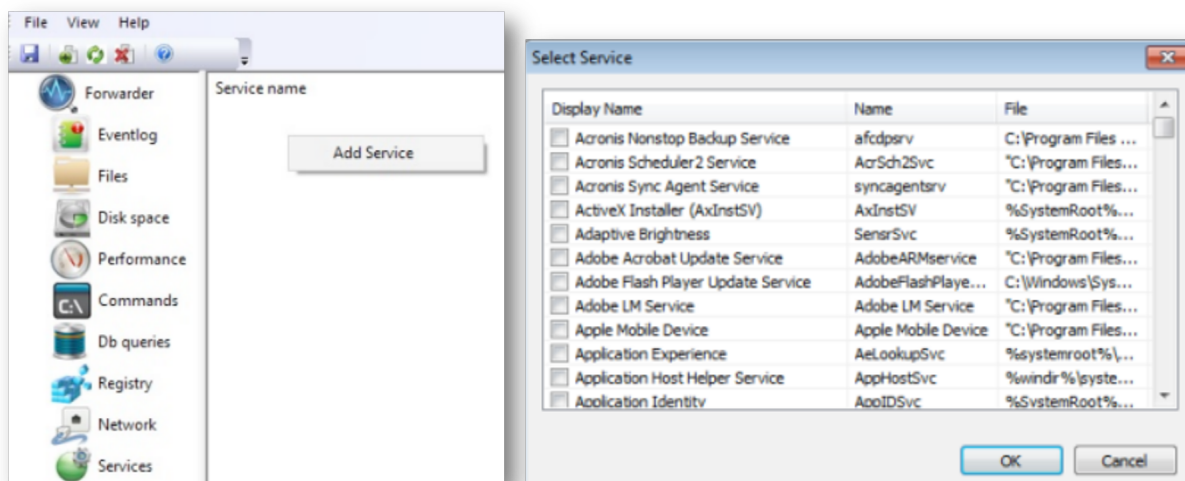 File View Help
Forwarder
Eventlog
Files
Disk space
Performance
Commands
Db queries
Registry
Network
Services
Service name
Add Service
Select Service
Display Name Name File
Acronis Nonstop Backup Service afcdpsrv C:\Program Files ...
Acronis Scheduler2 Service AcrSch2Svc "C:\Program Files...
Acronis Sync Agent Service syncagentsrv "C:\Program Files...
ActiveX Installer (AxInstSV) AxInstSV %SystemRoot%...
Adaptive Brightness SensrSvc %SystemRoot%...
Adobe Acrobat Update Service AdobeARMservice "C:\Program Files...
Adobe Flash Player Update Service AdobeFlashPlaye... C:\Windows\Sys...
Adobe LM Service Adobe LM Service "C:\Program Files...
Apple Mobile Device Apple Mobile Device "C:\Program Files...
Application Experience AeLookupSvc %systemroot%\...
Application Host Helper Service AppHostSvc %windir%\syste...
Application Identity AppIDSvc %SystemRoot%...
OK Cancel